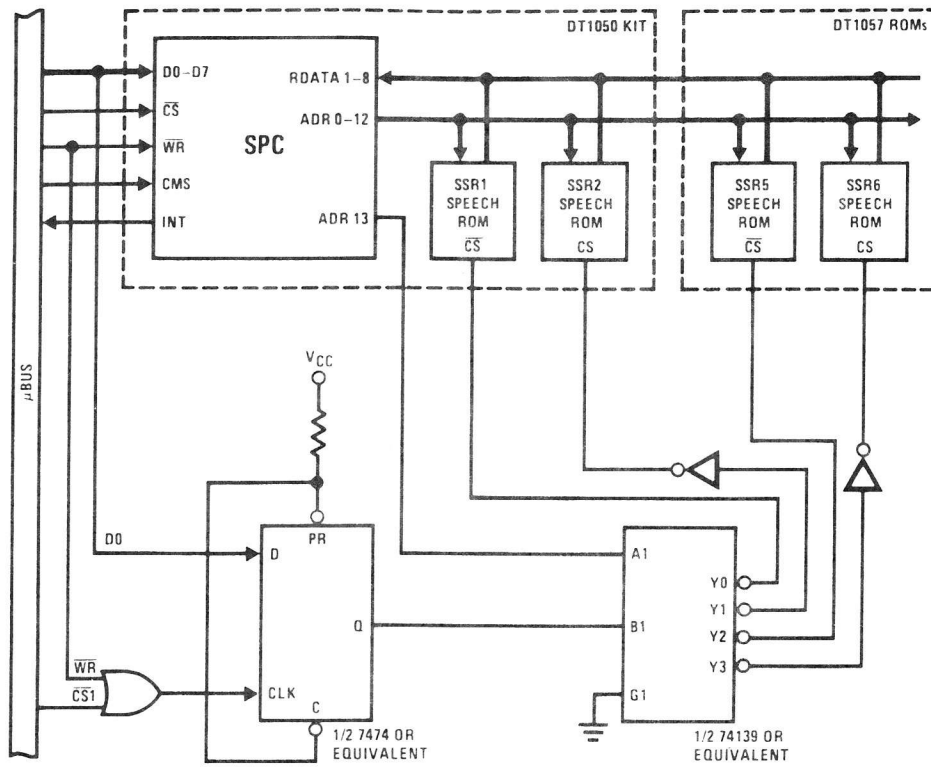 DT1050 KIT
DT1057 ROMs
D0-D7
RDATA 1-8
CS
ADR 0-12
SPC
WR
CMS
INT
ADR 13
SSR1
SPEECH
ROM
CS
SSR2
SPEECH
ROM
CS
SSR5
SPEECH
ROM
CS
SSR6
SPEECH
ROM
CS
μBUS
VCC
PR
D0
D
Q
CLK
C
WR
CS1
1/2 7474 OR
EQUIVALENT
A1
B1
G1
Y0
Y1
Y2
Y3
1/2 74139 OR
EQUIVALENT